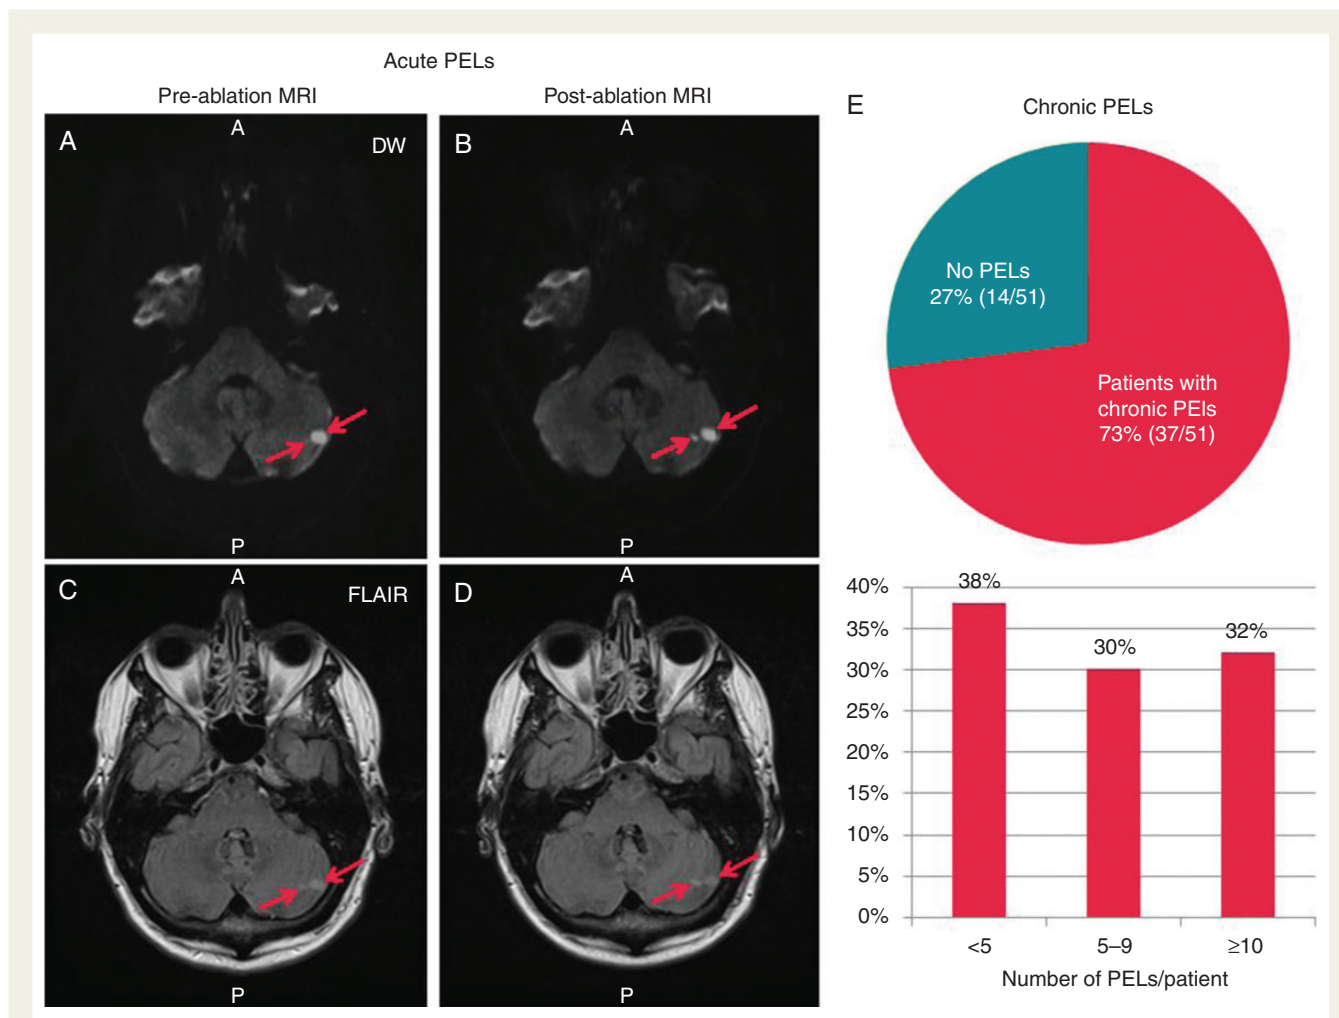 Acute PELs
Pre-ablation MRI
Post-ablation MRI
A
DW
A
B
A
P
P
C
FLAIR
A
D
A
P
P
E
Chronic PELs
No PELs
27% (14/51)
Patients with
chronic PEls
73% (37/51)
40%
35%
30%
25%
20%
15%
10%
5%
0%
38%
30%
32%
<5
5–9
≥10
Number of PELs/patient